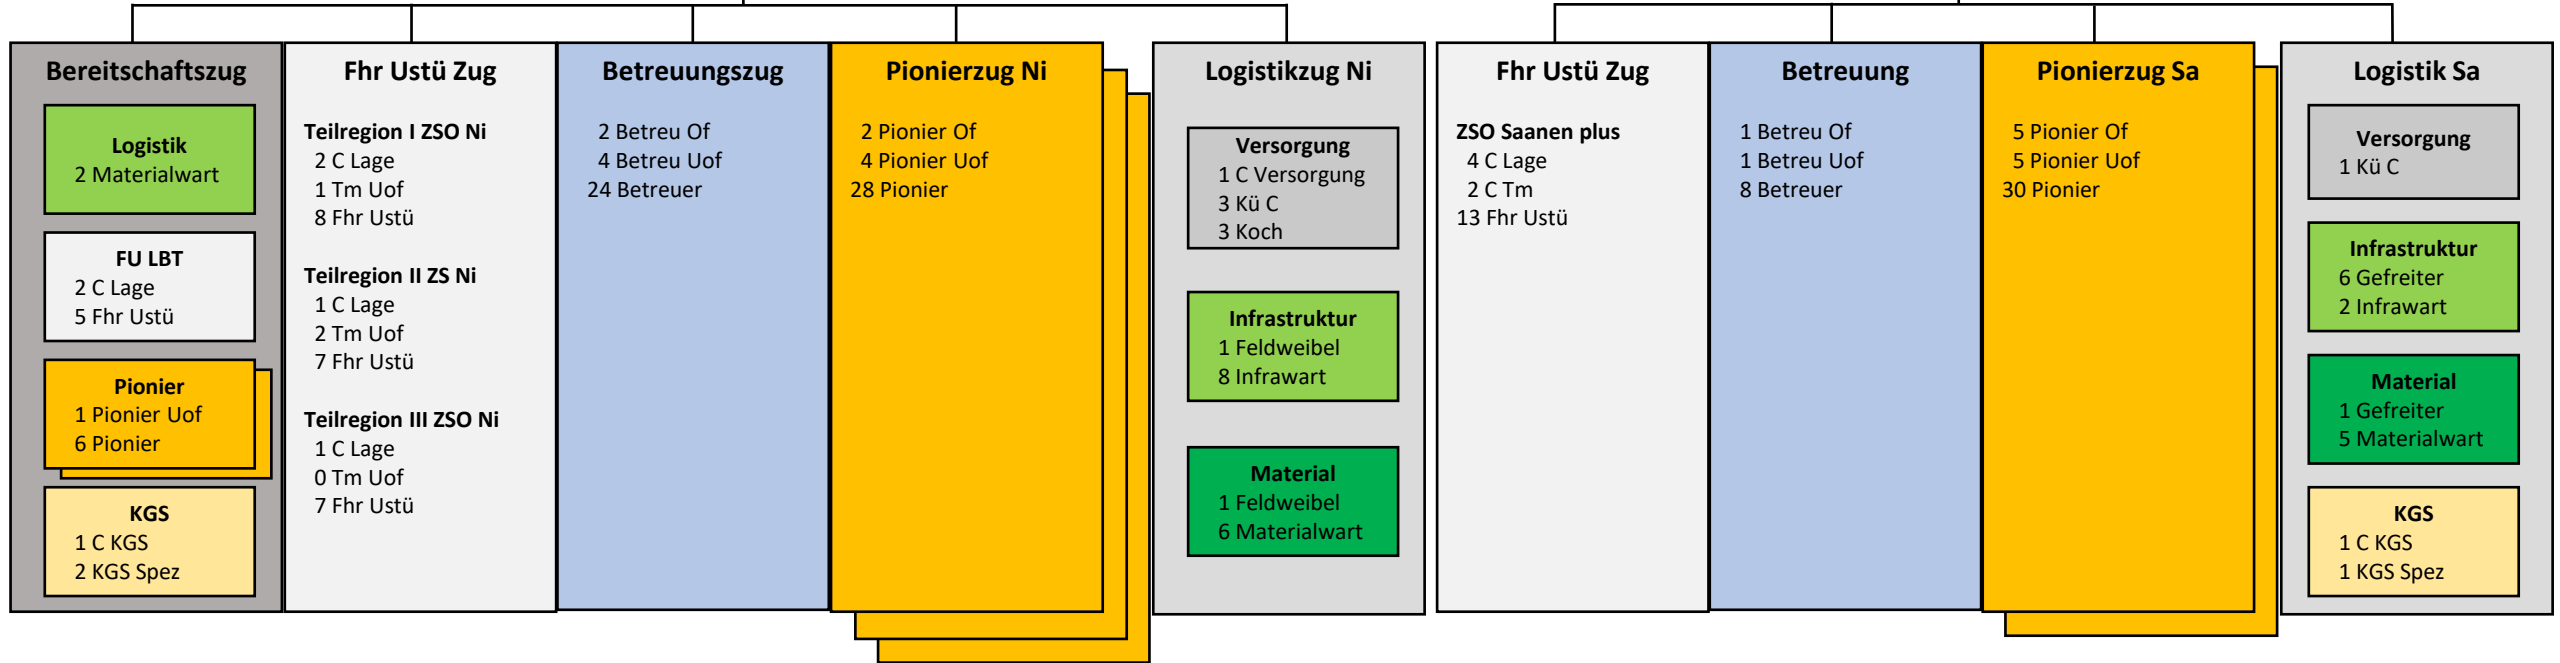 Bereitschaftszug
Logistik
2 Materialwart
FU LBT
2 C Lage
5 Fhr Ustü
Pionier
1 Pionier Uof
6 Pionier
KGS
1 C KGS
2 KGS Spez
Fhr Ustü Zug
Teilregion I ZSO Ni
2 C Lage
1 Tm Uof
8 Fhr Ustü
Teilregion II ZS Ni
1 C Lage
2 Tm Uof
7 Fhr Ustü
Teilregion III ZSO Ni
1 C Lage
0 Tm Uof
7 Fhr Ustü
Betreuungszug
2 Betreu Of
4 Betreu Uof
24 Betreuer
Pionierzug Ni
2 Pionier Of
4 Pionier Uof
28 Pionier
Logistikzug Ni
Versorgung
1 C Versorgung
3 Kü C
3 Koch
Infrastruktur
1 Feldweibel
8 Infrawart
Material
1 Feldweibel
6 Materialwart
Fhr Ustü Zug
ZSO Saanen plus
4 C Lage
2 C Tm
13 Fhr Ustü
Betreuung
1 Betreu Of
1 Betreu Uof
8 Betreuer
Pionierzug Sa
5 Pionier Of
5 Pionier Uof
30 Pionier
Logistik Sa
Versorgung
1 Kü C
Infrastruktur
6 Gefreiter
2 Infrawart
Material
1 Gefreiter
5 Materialwart
KGS
1 C KGS
1 KGS Spez